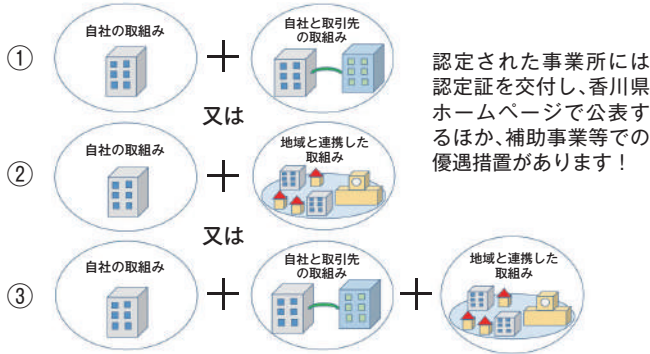 ①
自社の取組み
＋
自社と取引先
の取組み
又は
②
自社の取組み
＋
地域と連携した
取組み
又は
③
自社の取組み
＋
自社と取引先
の取組み
＋
地域と連携した
取組み
認定された事業所には
認定証を交付し、香川県
ホームページで公表す
るほか、補助事業等での
優遇措置があります！